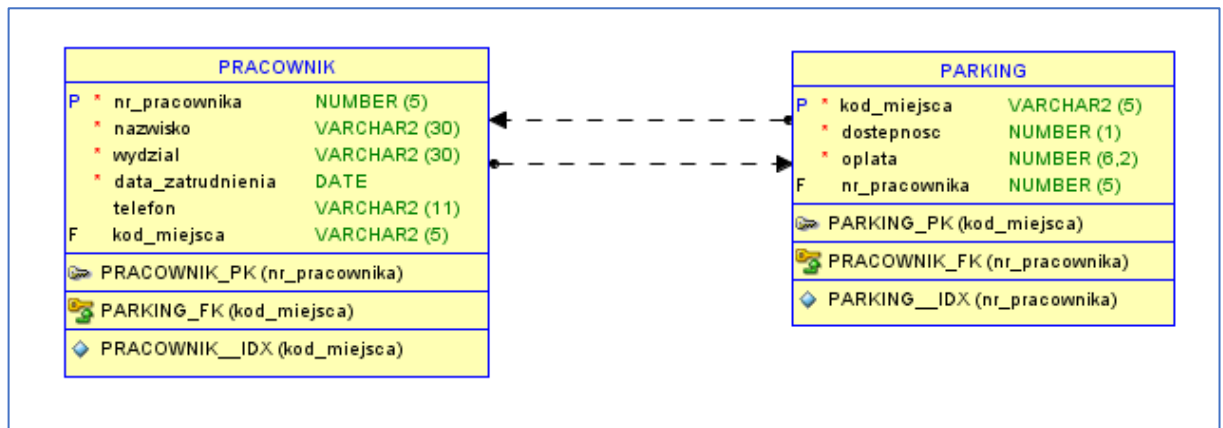 PRACOWNIK
P * nr_pracownika NUMBER (5)
* nazwisko VARCHAR2 (30)
* wydzial VARCHAR2 (30)
* data_zatrudnienia DATE
telefon VARCHAR2 (11)
F kod_miejsca VARCHAR2 (5)
PRACOWNIK_PK (nr_pracownika)
PARKING_FK (kod_miejsca)
PRACOWNIK__IDX (kod_miejsca)
PARKING
P * kod_miejsca VARCHAR2 (5)
* dostepnosc NUMBER (1)
* oplata NUMBER (6,2)
F nr_pracownika NUMBER (5)
PARKING_PK (kod_miejsca)
PRACOWNIK_FK (nr_pracownika)
PARKING__IDX (nr_pracownika)